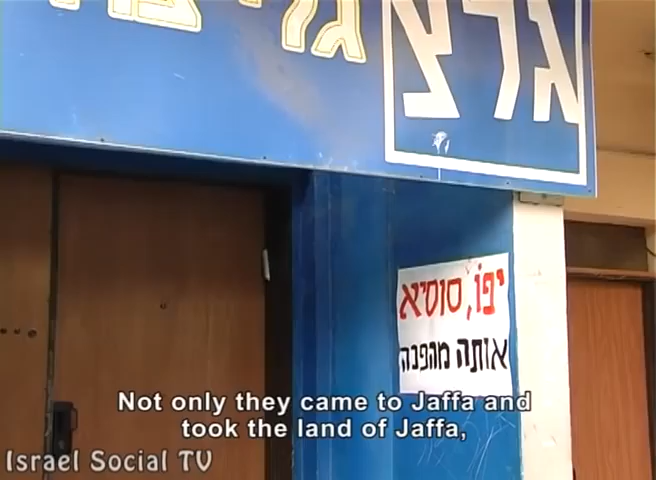 גלצ
יפו, סוסיא
אותה מהפכה
Not only they came to Jaffa and
took the land of Jaffa,
Israel Social TV